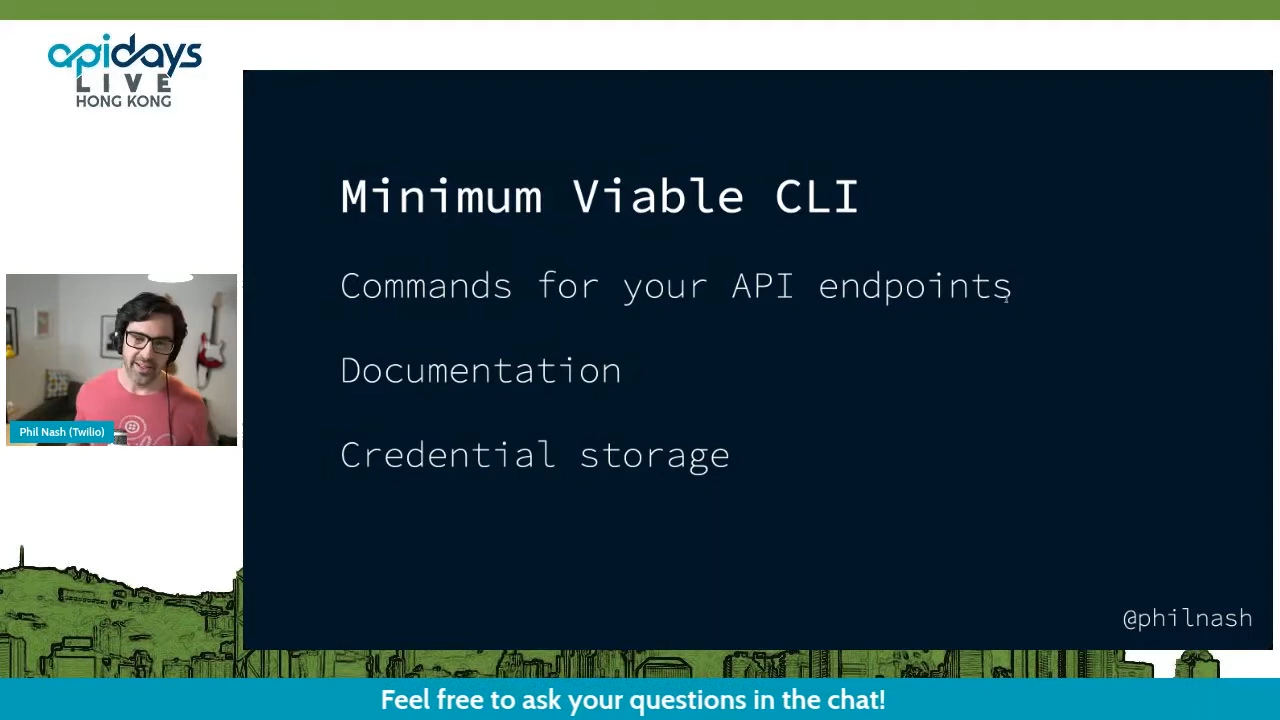 apidays
LIVE
HONG KONG
Minimum Viable CLI
Commands for your API endpoints
Documentation
Credential storage
Phil Nash (Twilio)
@philnash
Feel free to ask your questions in the chat!